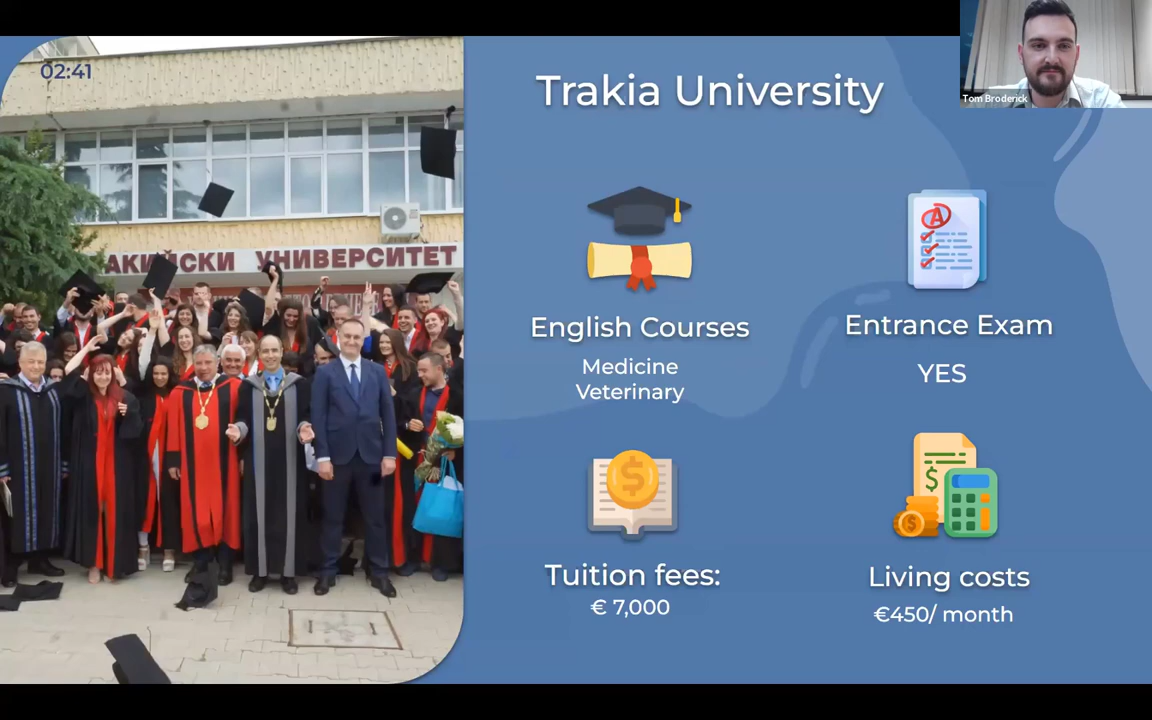 02:41
Trakia University
Tom Broderick
АКИЙСКИ УНИВЕРСИТЕТ
A
English Courses
Medicine
Veterinary
Entrance Exam
YES
$
$
Tuition fees:
€ 7,000
Living costs
€450/ month